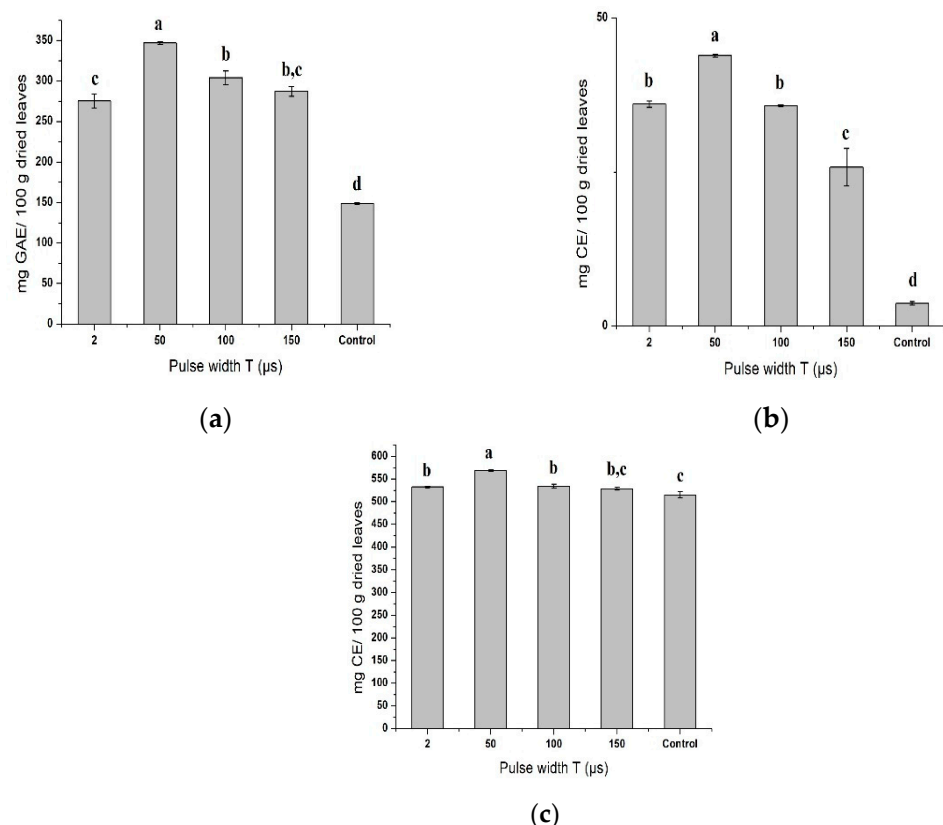 a
350
b
300
c
b,c
250
200
d
150
100
50
0
2 50 100 150 Control
mg GAE/ 100 g dried leaves
Pulse width T (µs)
(a)
50
a
b
b
c
d
0
2 50 100 150 Control
mg CE/ 100 g dried leaves
Pulse width T (µs)
(b)
600
a
b
b
b,c
c
550
500
450
400
350
300
250
200
150
100
50
0
2 50 100 150 Control
mg CE/ 100 g dried leaves
Pulse width T (µs)
(c)